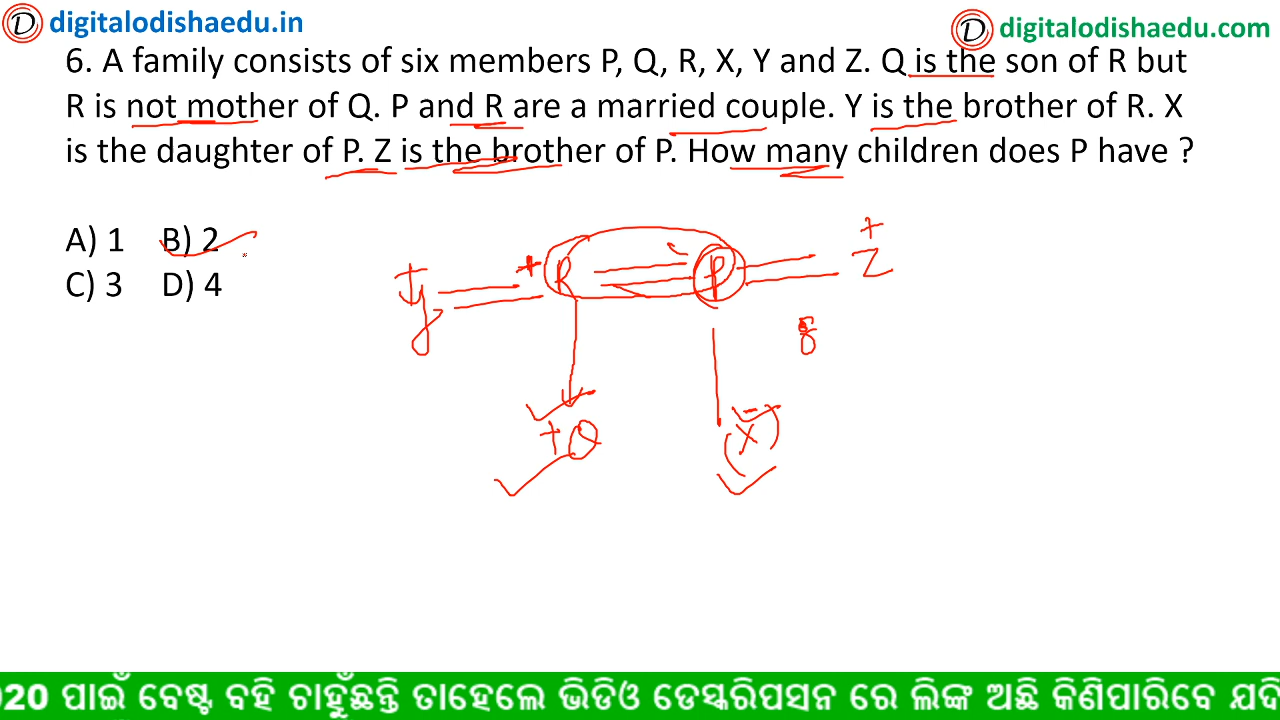 digitalodishaedu.in
digitalodishaedu.com
6. A family consists of six members P, Q, R, X, Y and Z. Q is the son of R but
R is not mother of Q. P and R are a married couple. Y is the brother of R. X
is the daughter of P. Z is the brother of P. How many children does P have ?
A) 1 B) 2
C) 3 D) 4
+
+ y + R P Z
+ Q
- X
020 ପାଇଁ ବେଷ୍ଟ ବହି ଚାହୁଁଛନ୍ତି ତାହେଲେ ଭିଡିଓ ଡେସ୍କରିପସନ ରେ ଲିଙ୍କ ଅଛି କିଣିପାରିବେ ଯଦି